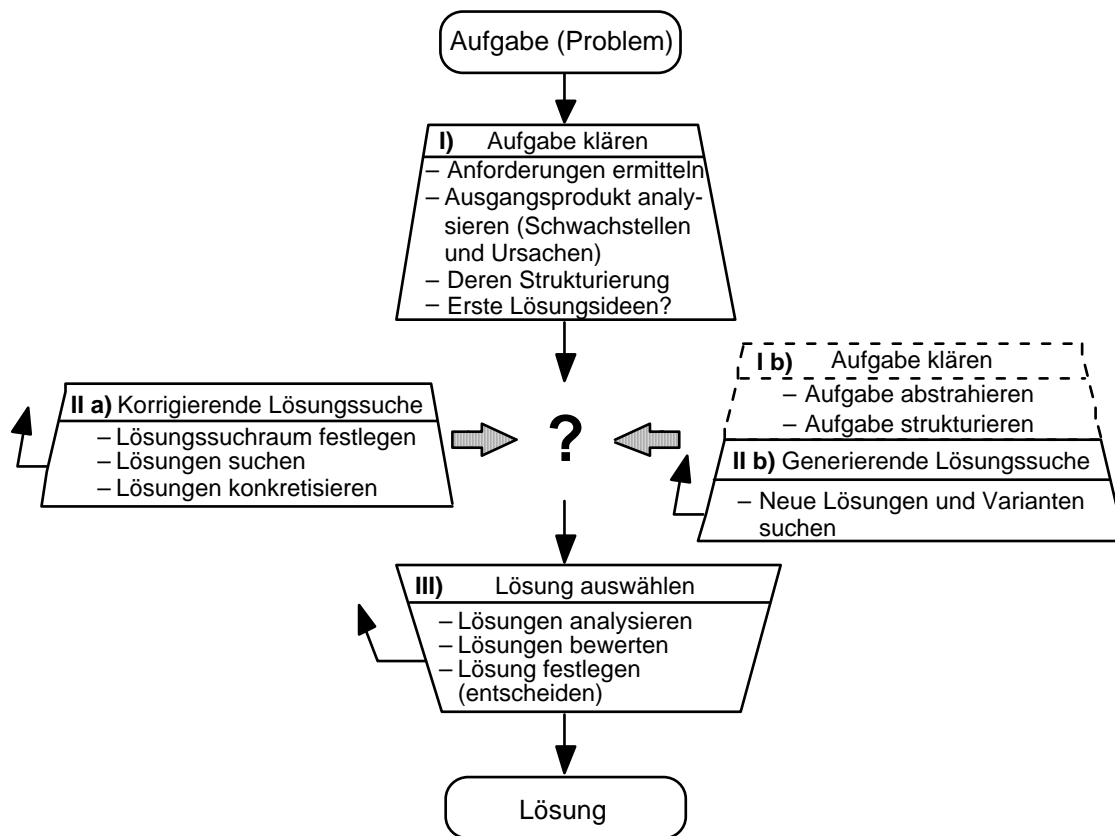 Aufgabe (Problem)
I) Aufgabe klären
– Anforderungen ermitteln
– Ausgangsprodukt analy-
sieren (Schwachstellen
und Ursachen)
– Deren Strukturierung
– Erste Lösungsideen?
II a) Korrigierende Lösungssuche
– Lösungssuchraum festlegen
– Lösungen suchen
– Lösungen konkretisieren
?
I b) Aufgabe klären
– Aufgabe abstrahieren
– Aufgabe strukturieren
II b) Generierende Lösungssuche
– Neue Lösungen und Varianten
suchen
III) Lösung auswählen
– Lösungen analysieren
– Lösungen bewerten
– Lösung festlegen
(entscheiden)
Lösung